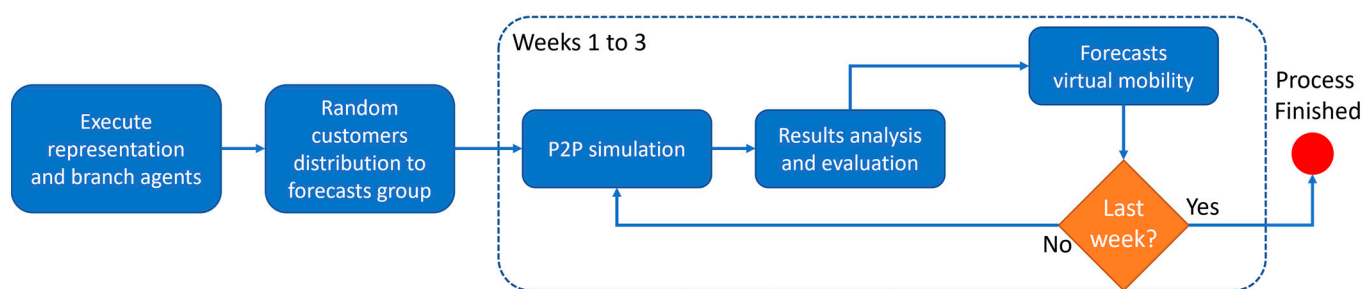 Weeks 1 to 3
Execute
representation
and branch agents
Random
customers
distribution to
forecasts group
P2P simulation
Results analysis
and evaluation
Forecasts
virtual mobility
Last
week?
No
Yes
Process
Finished